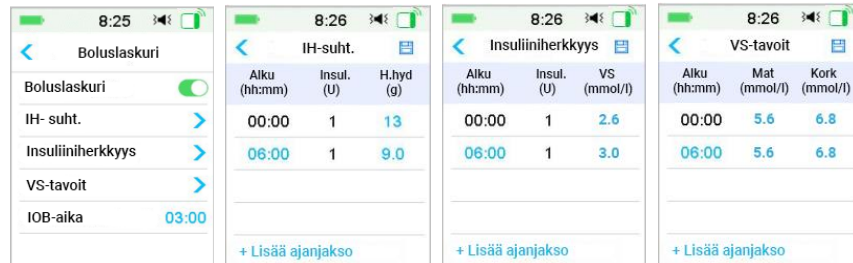 8:25
Boluslaskuri
Boluslaskuri
IH- suht.
Insuliiniherkkyys
VS-tavoit
IOB-aika 03:00
8:26
IH-suht.
Alku Insul. H.hyd
(hh:mm) (U) (g)
00:00 1 13
06:00 1 9.0
+ Lisää ajanjakso
8:26
Insuliiniherkkyys
Alku Insul. VS
(hh:mm) (U) (mmol/l)
00:00 1 2.6
06:00 1 3.0
+ Lisää ajanjakso
8:26
VS-tavoit
Alku Mat Kork
(hh:mm) (mmol/l) (mmol/l)
00:00 5.6 6.8
06:00 5.6 6.8
+ Lisää ajanjakso